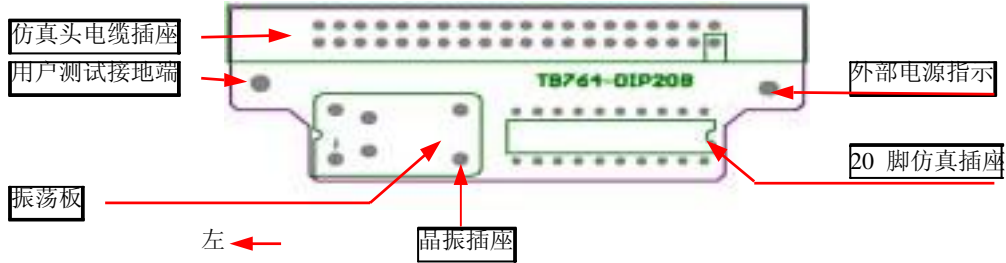 仿真头电缆插座
用户测试接地端
TB764-DIP20B
外部电源指示
20 脚仿真插座
振荡板
左
晶振插座